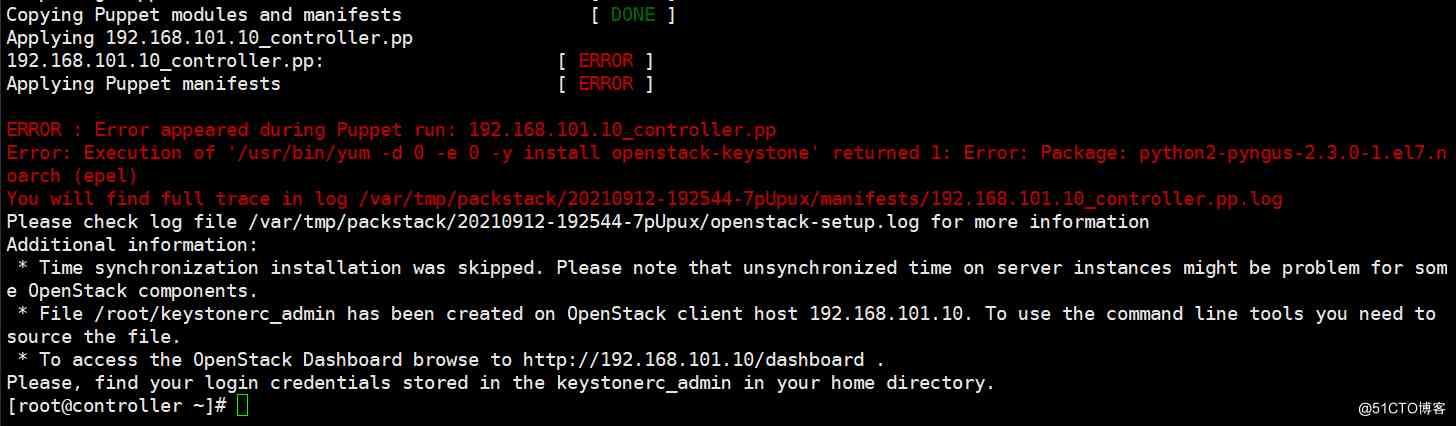 Copying Puppet modules and manifests [ DONE ]
Applying 192.168.101.10_controller.pp
192.168.101.10_controller.pp: [ ERROR ]
Applying Puppet manifests [ ERROR ]
ERROR : Error appeared during Puppet run: 192.168.101.10_controller.pp
Error: Execution of '/usr/bin/yum -d 0 -e 0 -y install openstack-keystone' returned 1: Error: Package: python2-pyngus-2.3.0-1.el7.n
oarch (epel)
You will find full trace in log /var/tmp/packstack/20210912-192544-7pUpux/manifests/192.168.101.10_controller.pp.log
Please check log file /var/tmp/packstack/20210912-192544-7pUpux/openstack-setup.log for more information
Additional information:
* Time synchronization installation was skipped. Please note that unsynchronized time on server instances might be problem for som
e OpenStack components.
* File /root/keystonerc_admin has been created on OpenStack client host 192.168.101.10. To use the command line tools you need to
source the file.
* To access the OpenStack Dashboard browse to http://192.168.101.10/dashboard .
Please, find your login credentials stored in the keystonerc_admin in your home directory.
[root@controller ~]#
@51CTO博客